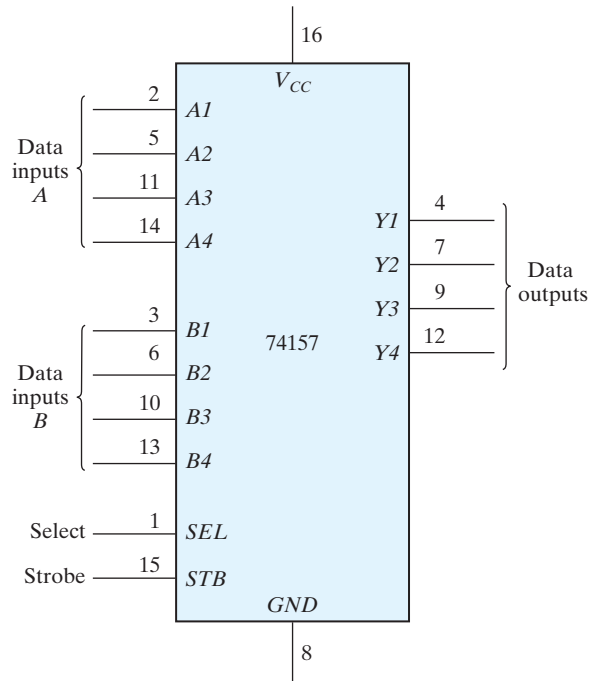 16
V_CC
2
A1
Data
inputs
A
5
A2
11
A3
14
A4
4
Y1
7
Y2
9
Y3
12
Y4
Data
outputs
3
B1
6
B2
Data
inputs
B
10
B3
13
B4
74157
Select
1
SEL
Strobe
15
STB
GND
8